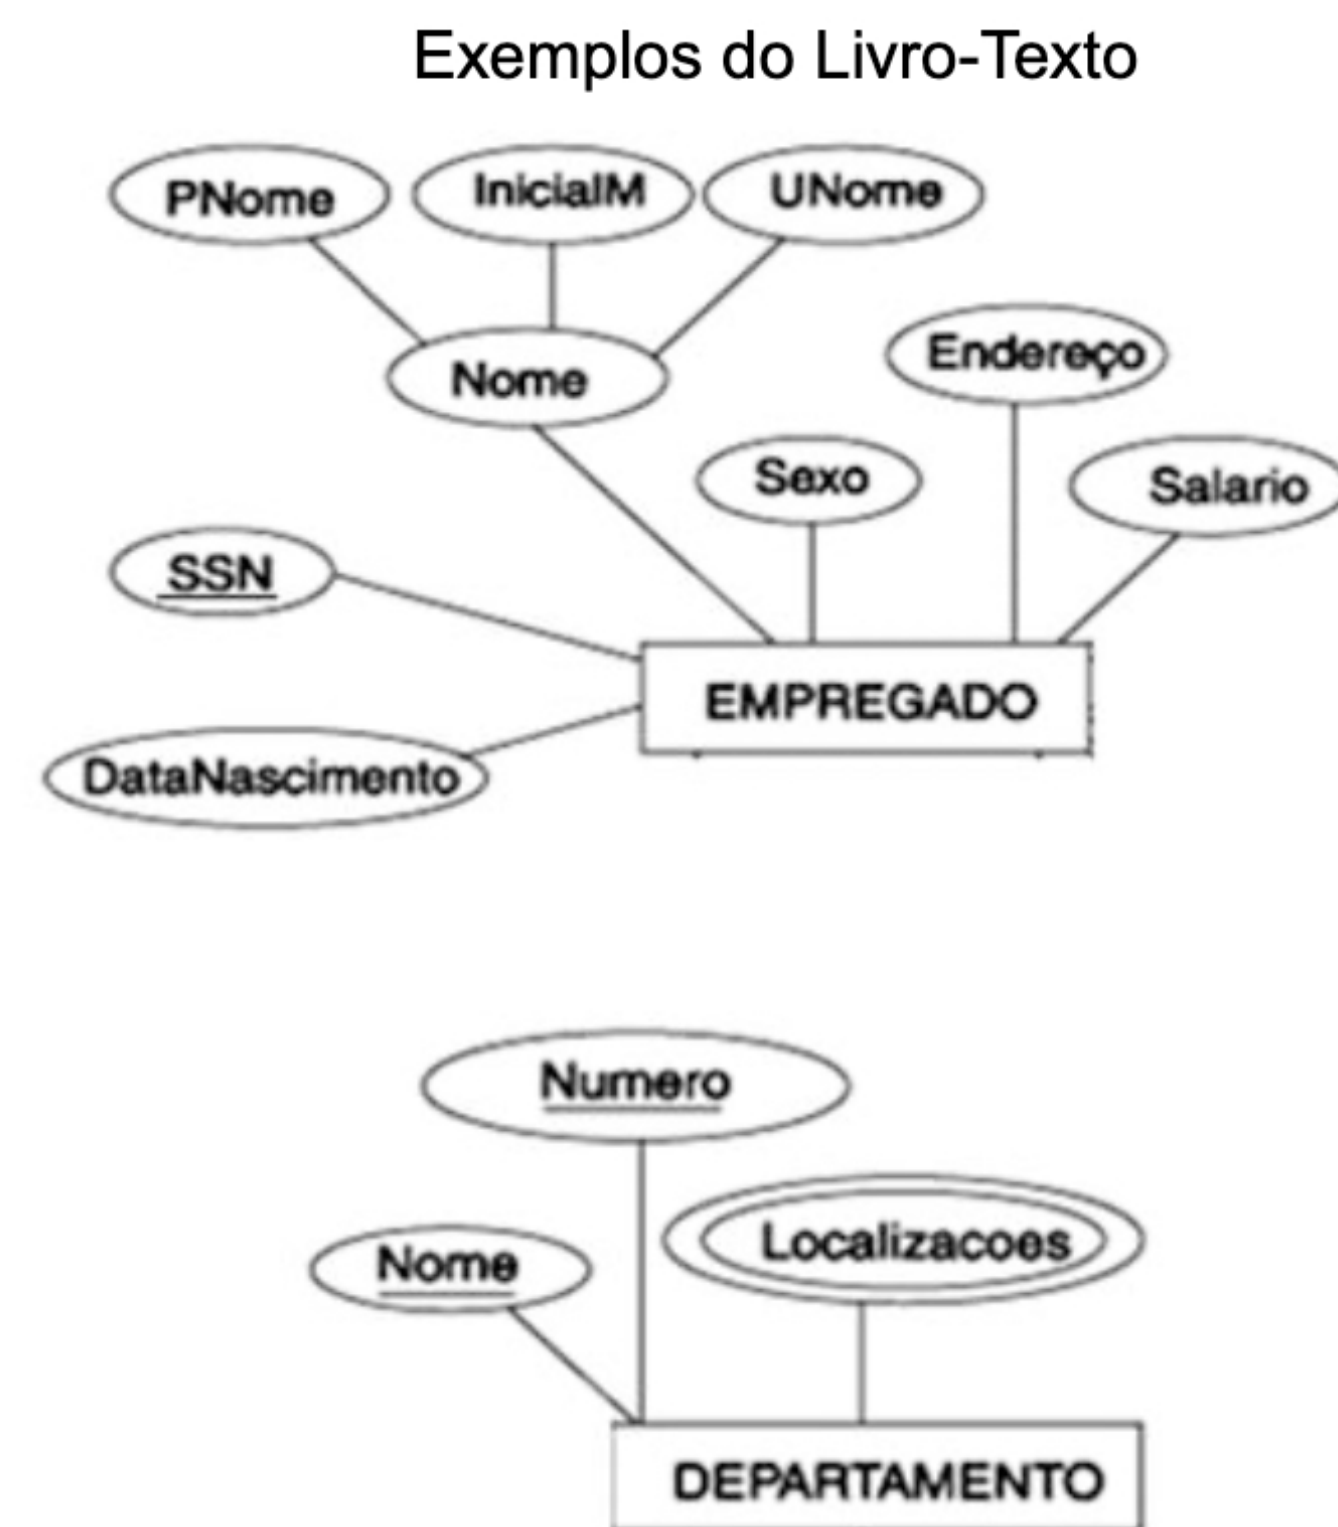 Exemplos do Livro-Texto
PNome
InicialM
UNome
Nome
Endereço
Sexo
Salario
SSN
EMPREGADO
DataNascimento
Numero
Nome
Localizacoes
DEPARTAMENTO